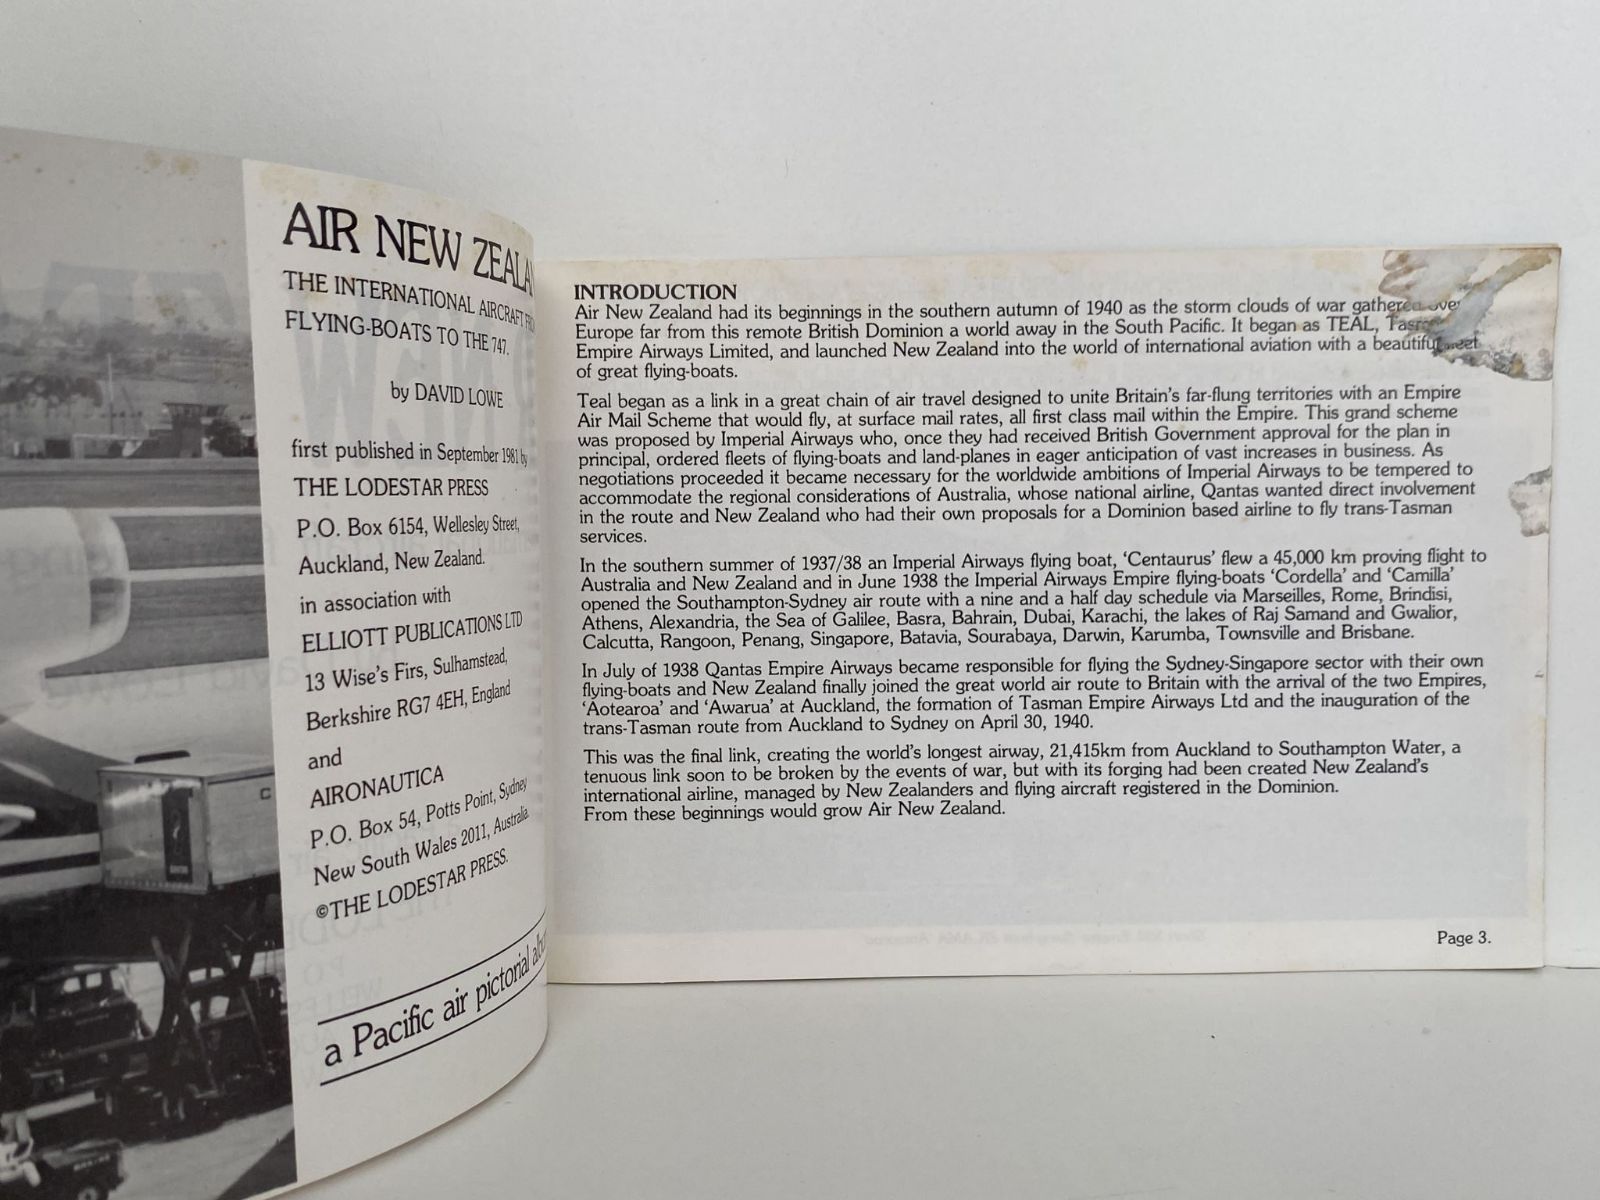 AIR NEW ZEALAN
THE INTERNATIONAL AIRCRAFT FRO
FLYING-BOATS TO THE 747.
by DAVID LOWE
first published in September 1981 by
THE LODESTAR PRESS
P.O. Box 6154, Wellesley Street,
Auckland, New Zealand.
in association with
ELLIOTT PUBLICATIONS LTD
13 Wise's Firs, Sulhamstead,
Berkshire RG7 4EH, England
and
AIRONAUTICA
P.O. Box 54, Potts Point, Sydney
New South Wales 2011, Australia.
©THE LODESTAR PRESS.
a Pacific air pictorial albu
INTRODUCTION
Air New Zealand had its beginnings in the southern autumn of 1940 as the storm clouds of war gathered over
Europe far from this remote British Dominion a world away in the South Pacific. It began as TEAL,
Empire Airways Limited, and launched New Zealand into the world of international aviation with a beautiful
of great flying-boats.
Teal began as a link in a great chain of air travel designed to unite Britain's far-flung territories with an Empire
Air Mail Scheme that would fly, at surface mail rates, all first class mail within the Empire. This grand scheme
was proposed by Imperial Airways who, once they had received British Government approval for the plan in
principal, ordered fleets of flying-boats and land-planes in eager anticipation of vast increases in business. As
negotiations proceeded it became necessary for the worldwide ambitions of Imperial Airways to be tempered to
accommodate the regional considerations of Australia, whose national airline, Qantas wanted direct involvement
in the route and New Zealand who had their own proposals for a Dominion based airline to fly trans-Tasman
services.
In the southern summer of 1937/38 an Imperial Airways flying boat, 'Centaurus' flew a 45,000 km proving flight to
Australia and New Zealand and in June 1938 the Imperial Airways Empire flying-boats 'Cordella' and 'Camilla'
opened the Southampton-Sydney air route with a nine and a half day schedule via Marseilles, Rome, Brindisi,
Athens, Alexandria, the Sea of Galilee, Basra, Bahrain, Dubai, Karachi, the lakes of Raj Samand and Gwalior,
Calcutta, Rangoon, Penang, Singapore, Batavia, Sourabaya, Darwin, Karumba, Townsville and Brisbane.
In July of 1938 Qantas Empire Airways became responsible for flying the Sydney-Singapore sector with their own
flying-boats and New Zealand finally joined the great world air route to Britain with the arrival of the two Empires,
'Aotearoa' and 'Awarua' at Auckland, the formation of Tasman Empire Airways Ltd and the inauguration of the
trans-Tasman route from Auckland to Sydney on April 30, 1940.
This was the final link, creating the world's longest airway, 21,415km from Auckland to Southampton Water, a
tenuous link soon to be broken by the events of war, but with its forging had been created New Zealand's
international airline, managed by New Zealanders and flying aircraft registered in the Dominion.
From these beginnings would grow Air New Zealand.
Page 3.